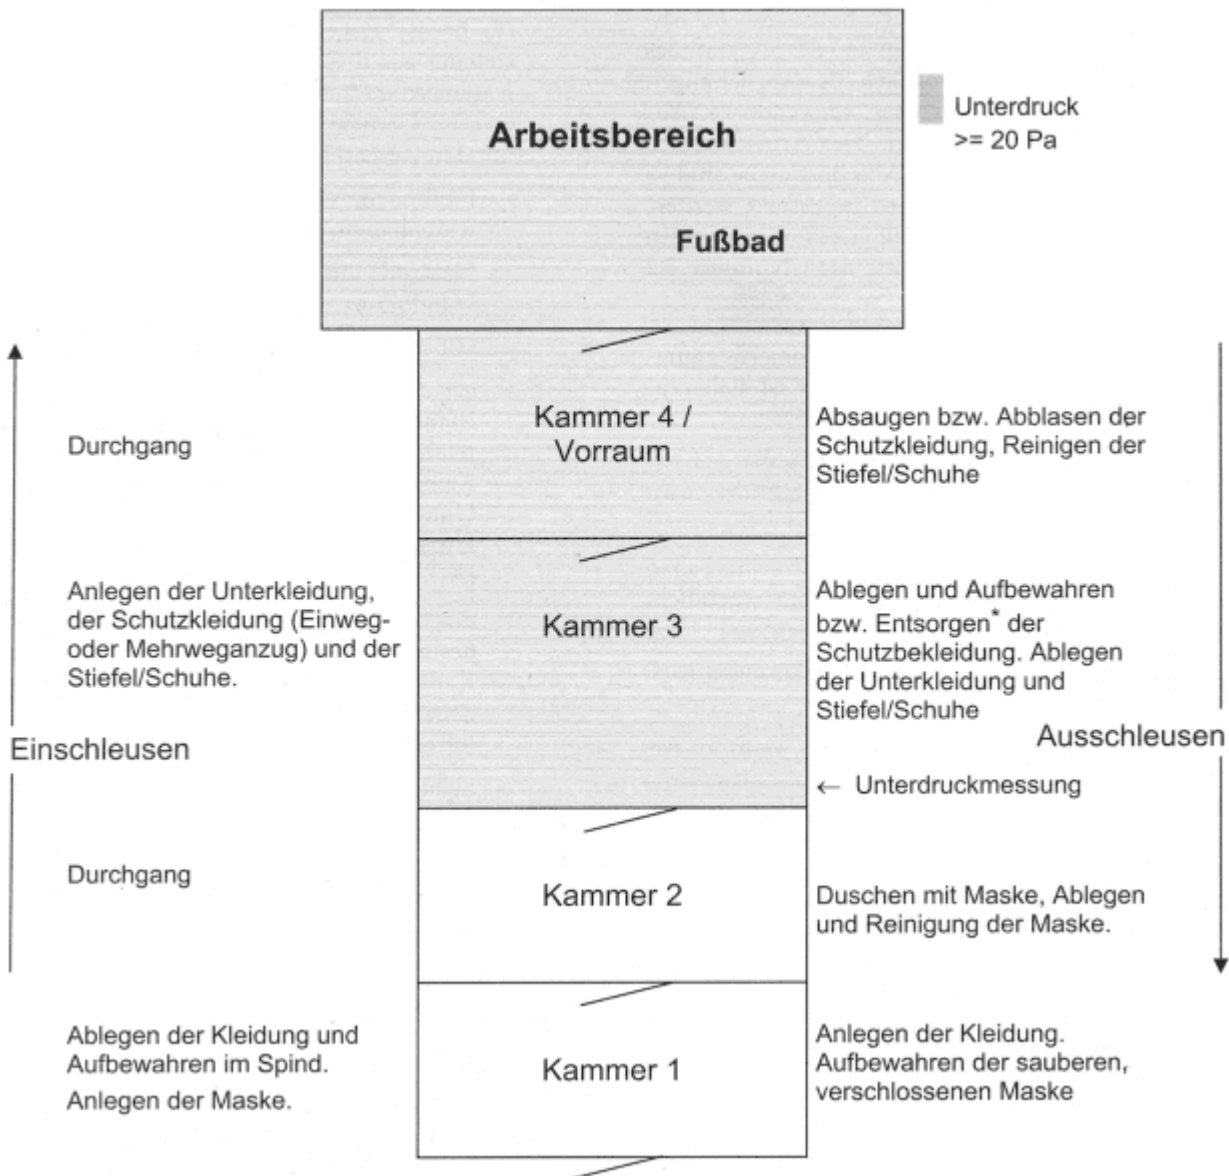 Arbeitsbereich
Fußbad
Unterdruck
>= 20 Pa
Durchgang
Kammer 4 /
Vorraum
Absaugen bzw. Abblasen der
Schutzkleidung, Reinigen der
Stiefel/Schuhe
Anlegen der Unterkleidung,
der Schutzkleidung (Einweg-
oder Mehrweganzug) und der
Stiefel/Schuhe.
Kammer 3
Ablegen und Aufbewahren
bzw. Entsorgen* der
Schutzbekleidung. Ablegen
der Unterkleidung und
Stiefel/Schuhe
Einschleusen
Ausschleusen
← Unterdruckmessung
Durchgang
Kammer 2
Duschen mit Maske, Ablegen
und Reinigung der Maske.
Ablegen der Kleidung und
Aufbewahren im Spind.
Anlegen der Maske.
Kammer 1
Anlegen der Kleidung.
Aufbewahren der sauberen,
verschlossenen Maske